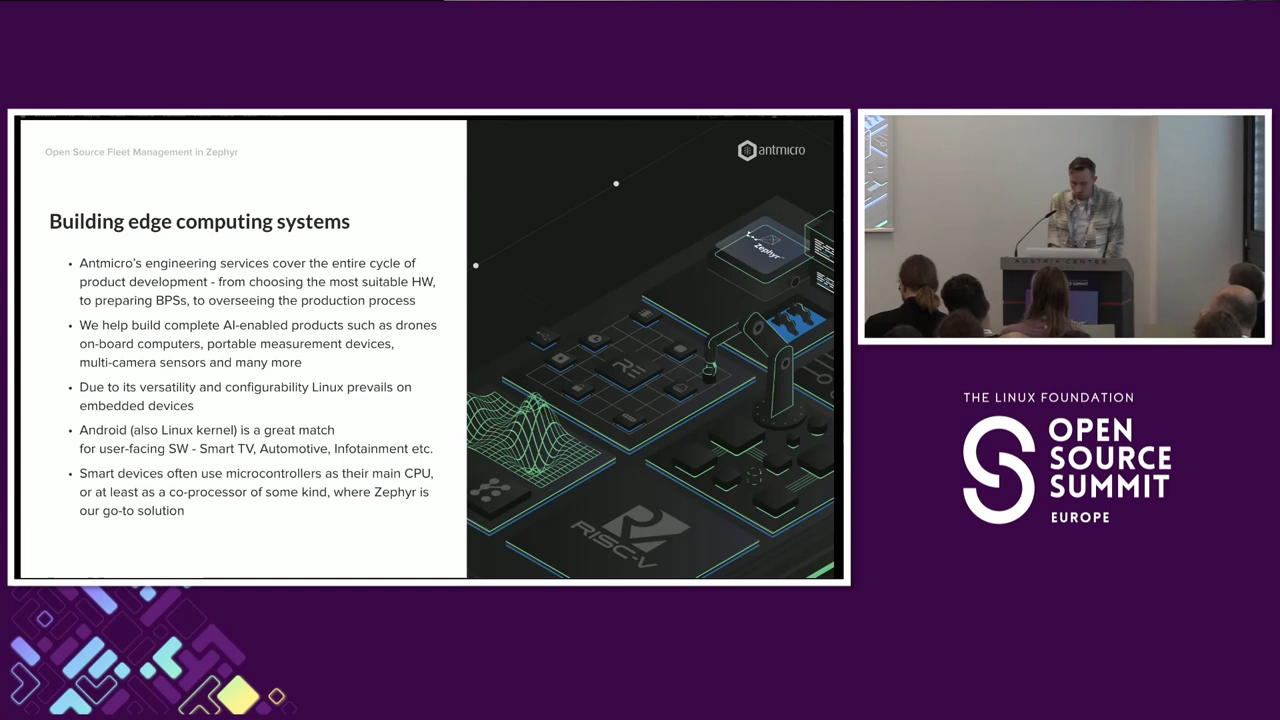 Open Source Fleet Management in Zephyr
antmicro
Building edge computing systems
• Antmicro's engineering services cover the entire cycle of
product development - from choosing the most suitable HW,
to preparing BPSs, to overseeing the production process
• We help build complete AI-enabled products such as drones
on-board computers, portable measurement devices,
multi-camera sensors and many more
• Due to its versatility and configurability Linux prevails on
embedded devices
• Android (also Linux kernel) is a great match
for user-facing SW - Smart TV, Automotive, Infotainment etc.
• Smart devices often use microcontrollers as their main CPU,
or at least as a co-processor of some kind, where Zephyr is
our go-to solution
Zephyr
RE
RISC-V
AUSTRIA CENTER
THE LINUX FOUNDATION
OPEN
SOURCE
SUMMIT
EUROPE